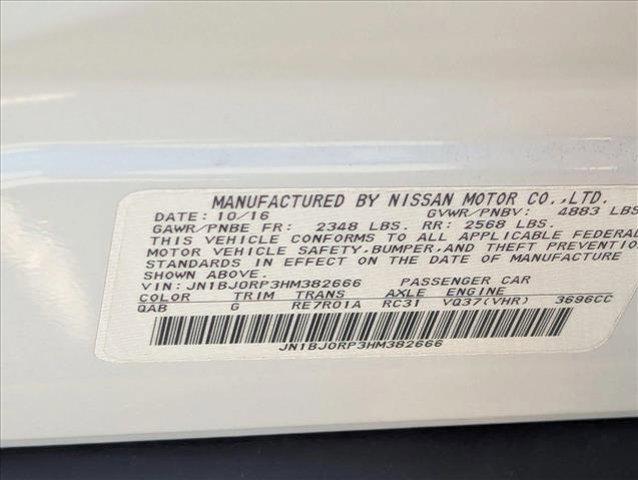 MANUFACTURED BY NISSAN MOTOR CO.,LTD.
DATE: 10/16 GVWR/PNBV: 4883 LBS
GAWR/PNBE FR: 2348 LBS. RR: 2568 LBS.
THIS VEHICLE CONFORMS TO ALL APPLICABLE FEDERAL
MOTOR VEHICLE SAFETY,BUMPER,AND THEFT PREVENTION
STANDARDS IN EFFECT ON THE DATE OF MANUFACTURE
SHOWN ABOVE.
VIN: JN1BJ0RP3HM382666 PASSENGER CAR
COLOR TRIM TRANS AXLE ENGINE
QAB G RE7R01A RC31 VQ37(VHR) 3696CC
JN1BJ0RP3HM382666